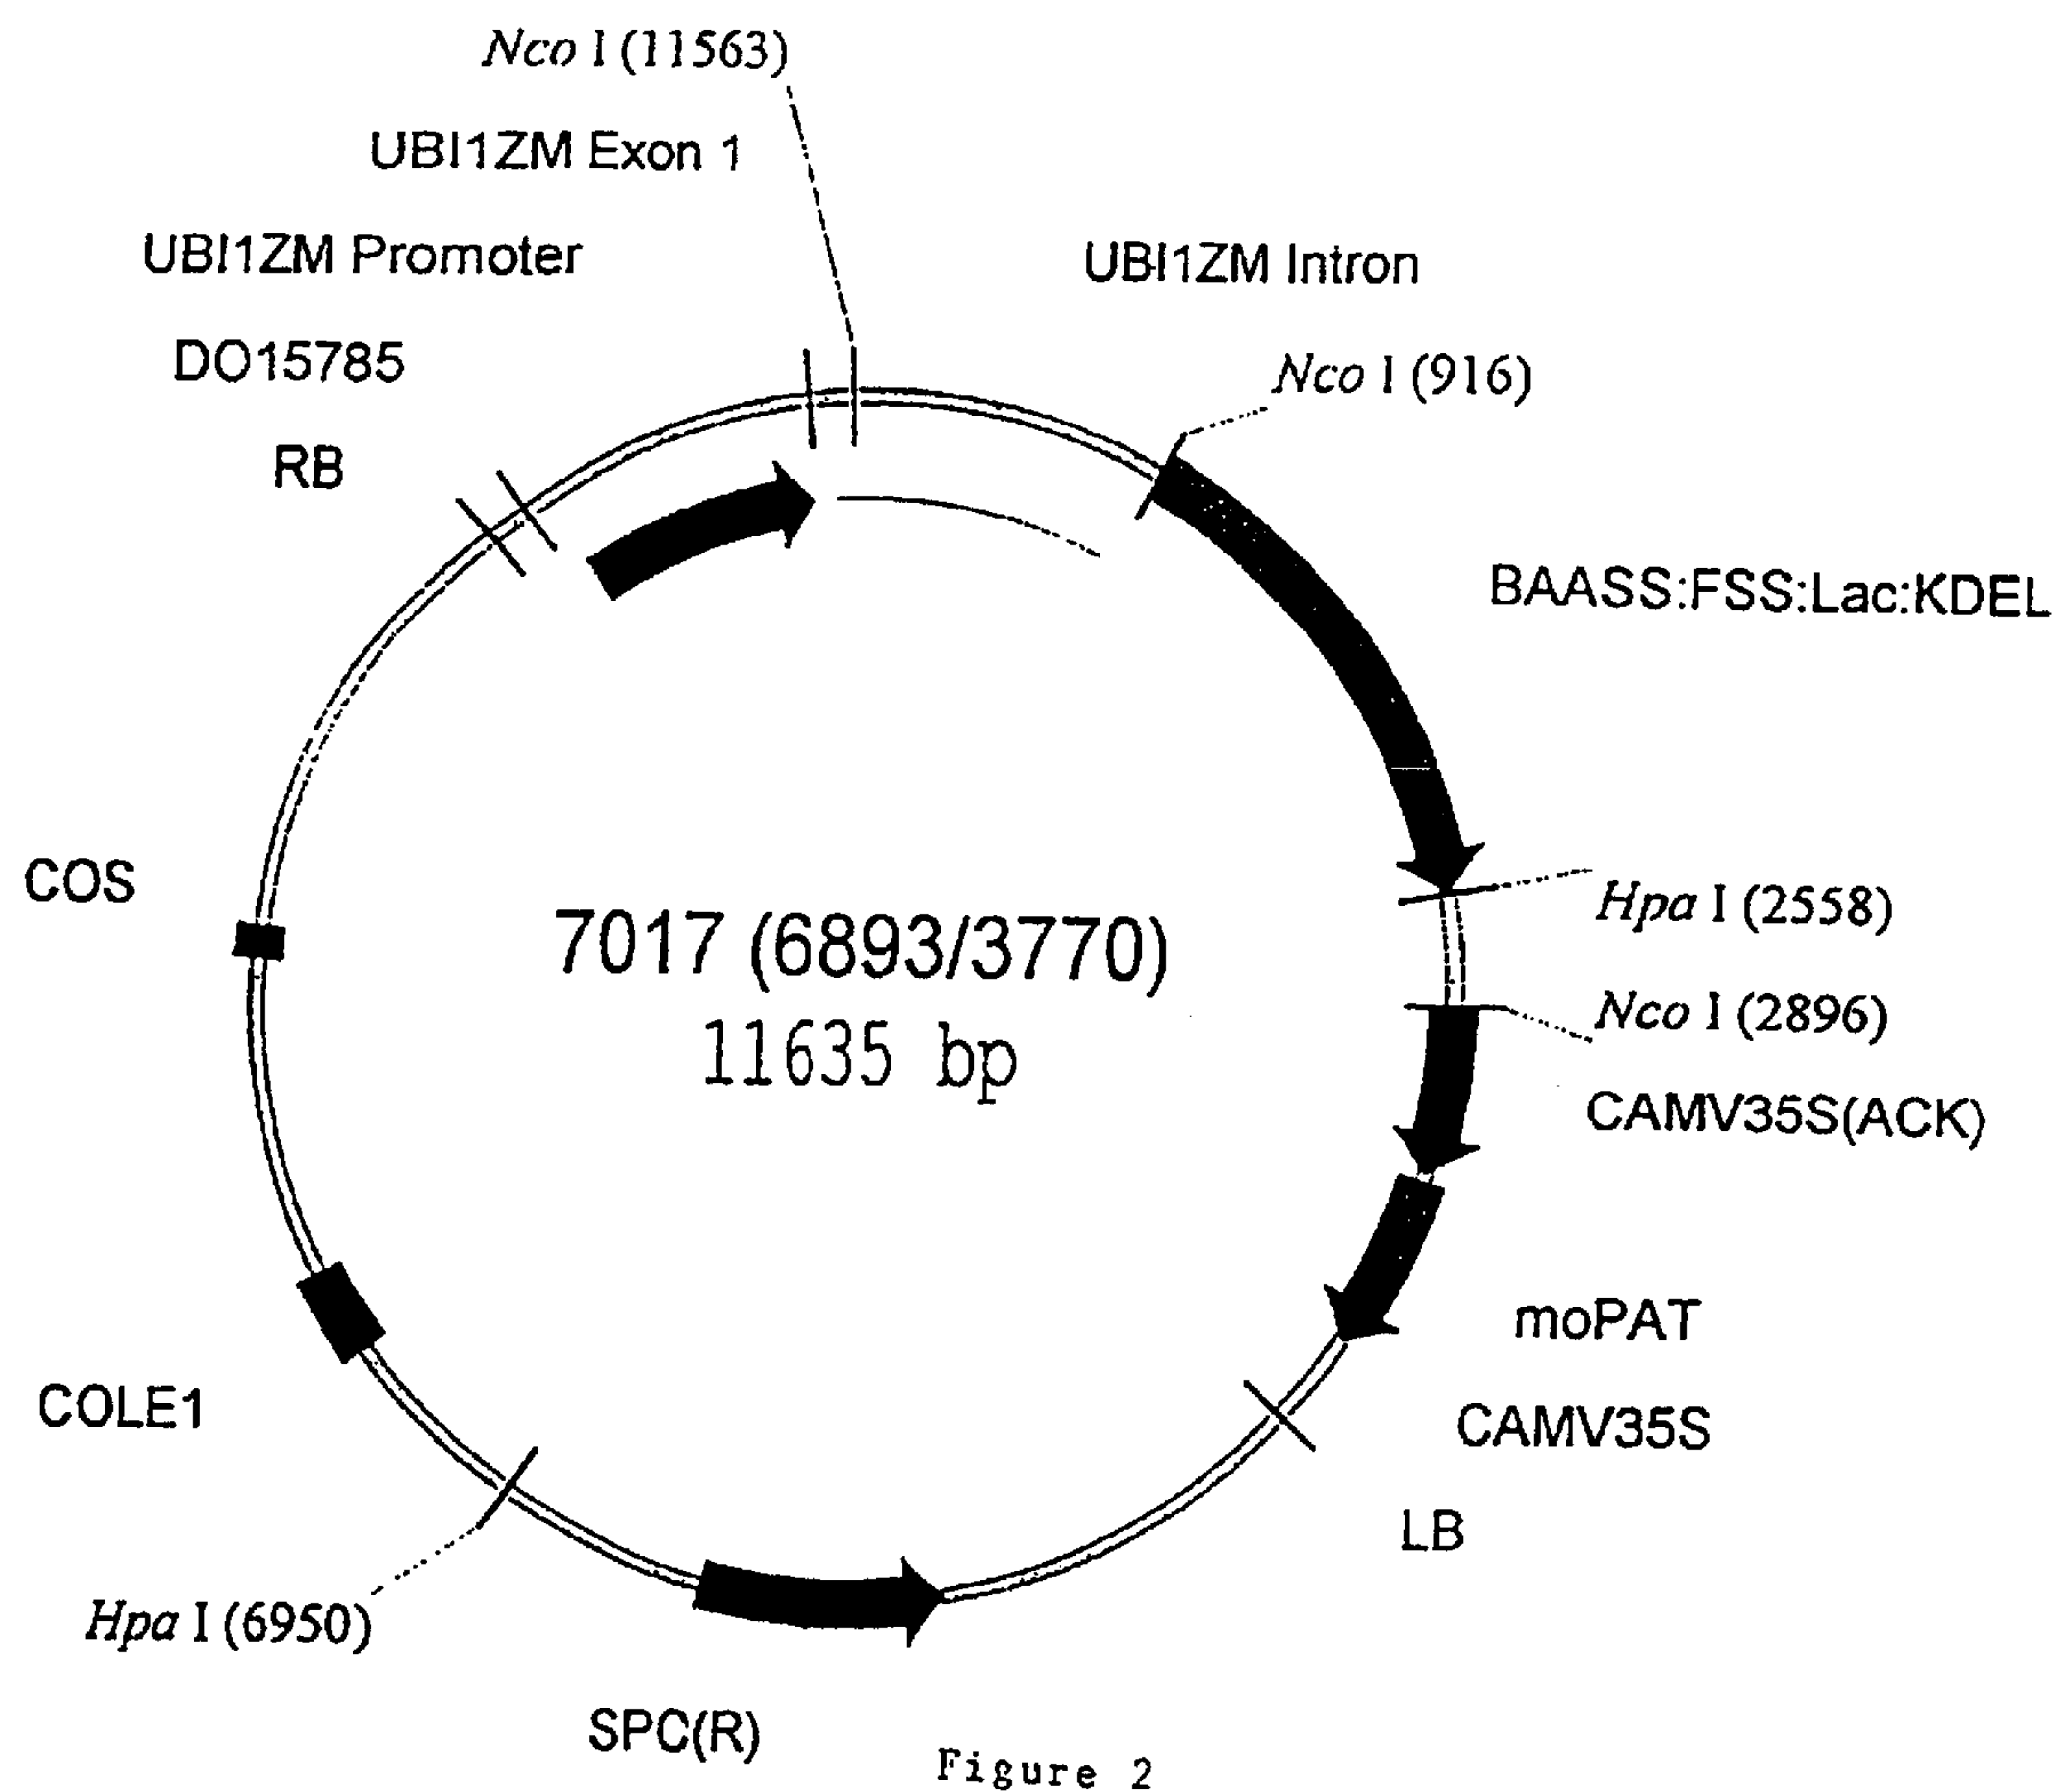 Nco I (11563)
UBI1ZM Exon 1
UBI1ZM Promoter
UBI1ZM Intron
DO15785
Nco I (916)
RB
BAASS:FSS:Lac:KDEL
COS
Hpa I (2558)
7017 (6893/3770)
11635 bp
Nco I (2896)
CAMV35S(ACK)
moPAT
COLE1
CAMV35S
LB
Hpa I (6950)
SPC(R)
Figure 2